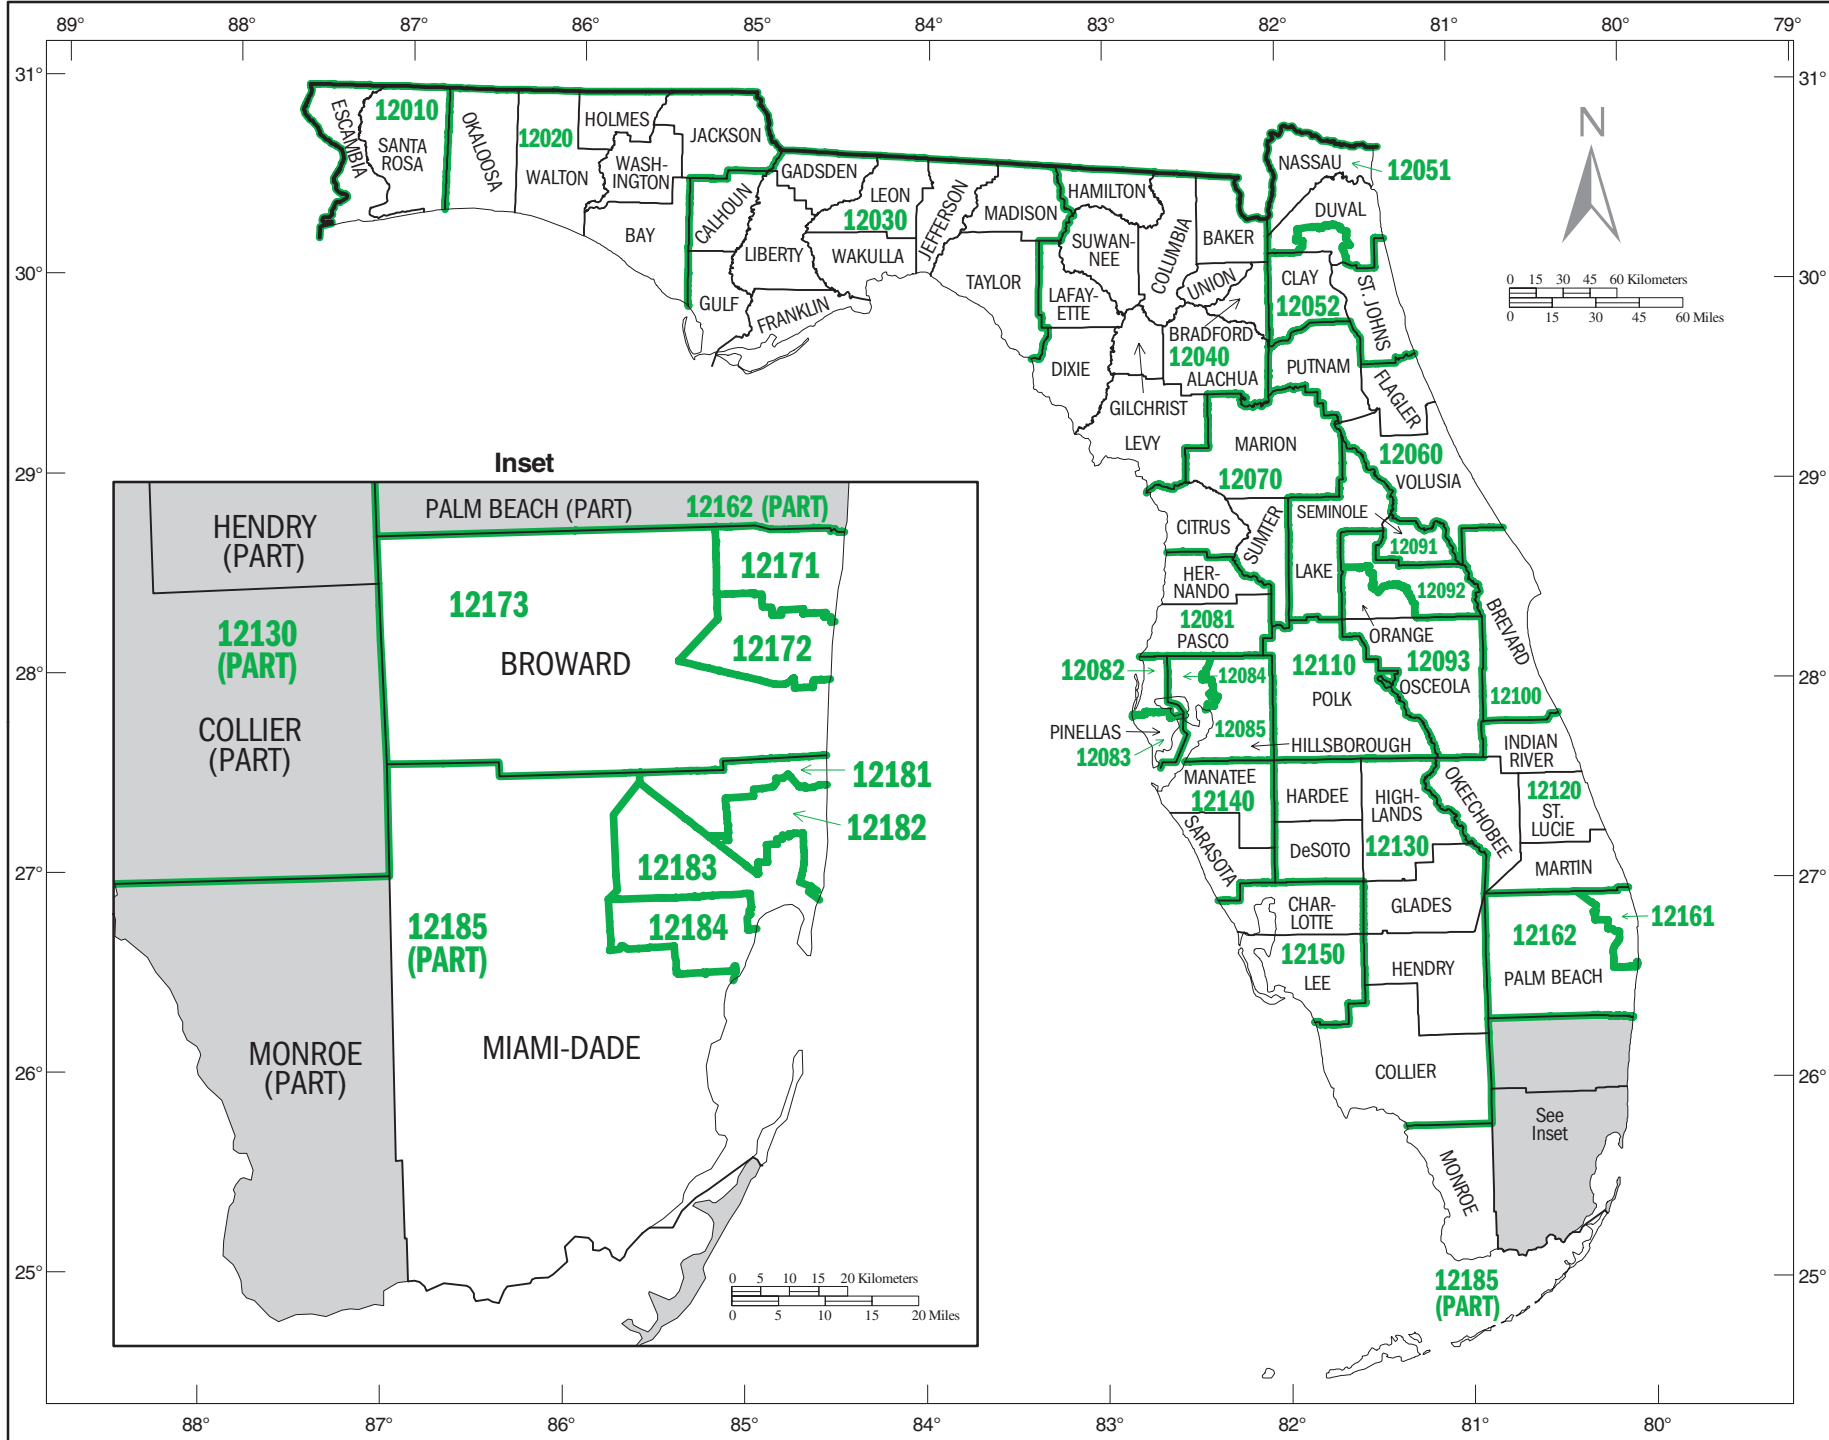 89° 88° 87° 86° 85° 84° 83° 82° 81° 80° 79°
31° 31°
N
ESCAMBIA
12010
SANTA
ROSA
OKALOOSA
12020
WALTON
HOLMES
WASH-
INGTON
JACKSON
BAY
CALHOUN
GULF
LIBERTY
GADSDEN
LEON
12030
WAKULLA
FRANKLIN
JEFFERSON
MADISON
TAYLOR
HAMILTON
SUWAN-
NEE
LAFAY-
ETTE
DIXIE
COLUMBIA
BAKER
UNION
BRADFORD
12040
ALACHUA
GILCHRIST
LEVY
NASSAU
12051
DUVAL
CLAY
12052
ST. JOHNS
PUTNAM
FLAGLER
0 15 30 45 60 Kilometers
0 15 30 45 60 Miles
30° 30°
MARION
12070
12060
VOLUSIA
29° 29°
CITRUS
SUMTER
SEMINOLE
12091
LAKE
12092
HER-
NANDO
12081
PASCO
ORANGE
BREVARD
12082
12084
12110
POLK
12093
OSCEOLA
12100
28° 28°
PINELLAS
12083
12085
HILLSBOROUGH
INDIAN
RIVER
MANATEE
12140
HARDEE
HIGH-
LANDS
OKEECHOBEE
12120
ST.
LUCIE
SARASOTA
DeSOTO
12130
MARTIN
27° 27°
CHAR-
LOTTE
GLADES
12161
12162
PALM BEACH
12150
LEE
HENDRY
COLLIER
26° 26°
See
Inset
MONROE
25° 25°
12185
(PART)
Inset
HENDRY
(PART)
PALM BEACH (PART)
12162 (PART)
12171
12173
12172
BROWARD
12130
(PART)
COLLIER
(PART)
12181
12182
12183
12184
12185
(PART)
MIAMI-DADE
MONROE
(PART)
0 5 10 15 20 Kilometers
0 5 10 15 20 Miles
88° 87° 86° 85° 84° 83° 82° 81° 80°